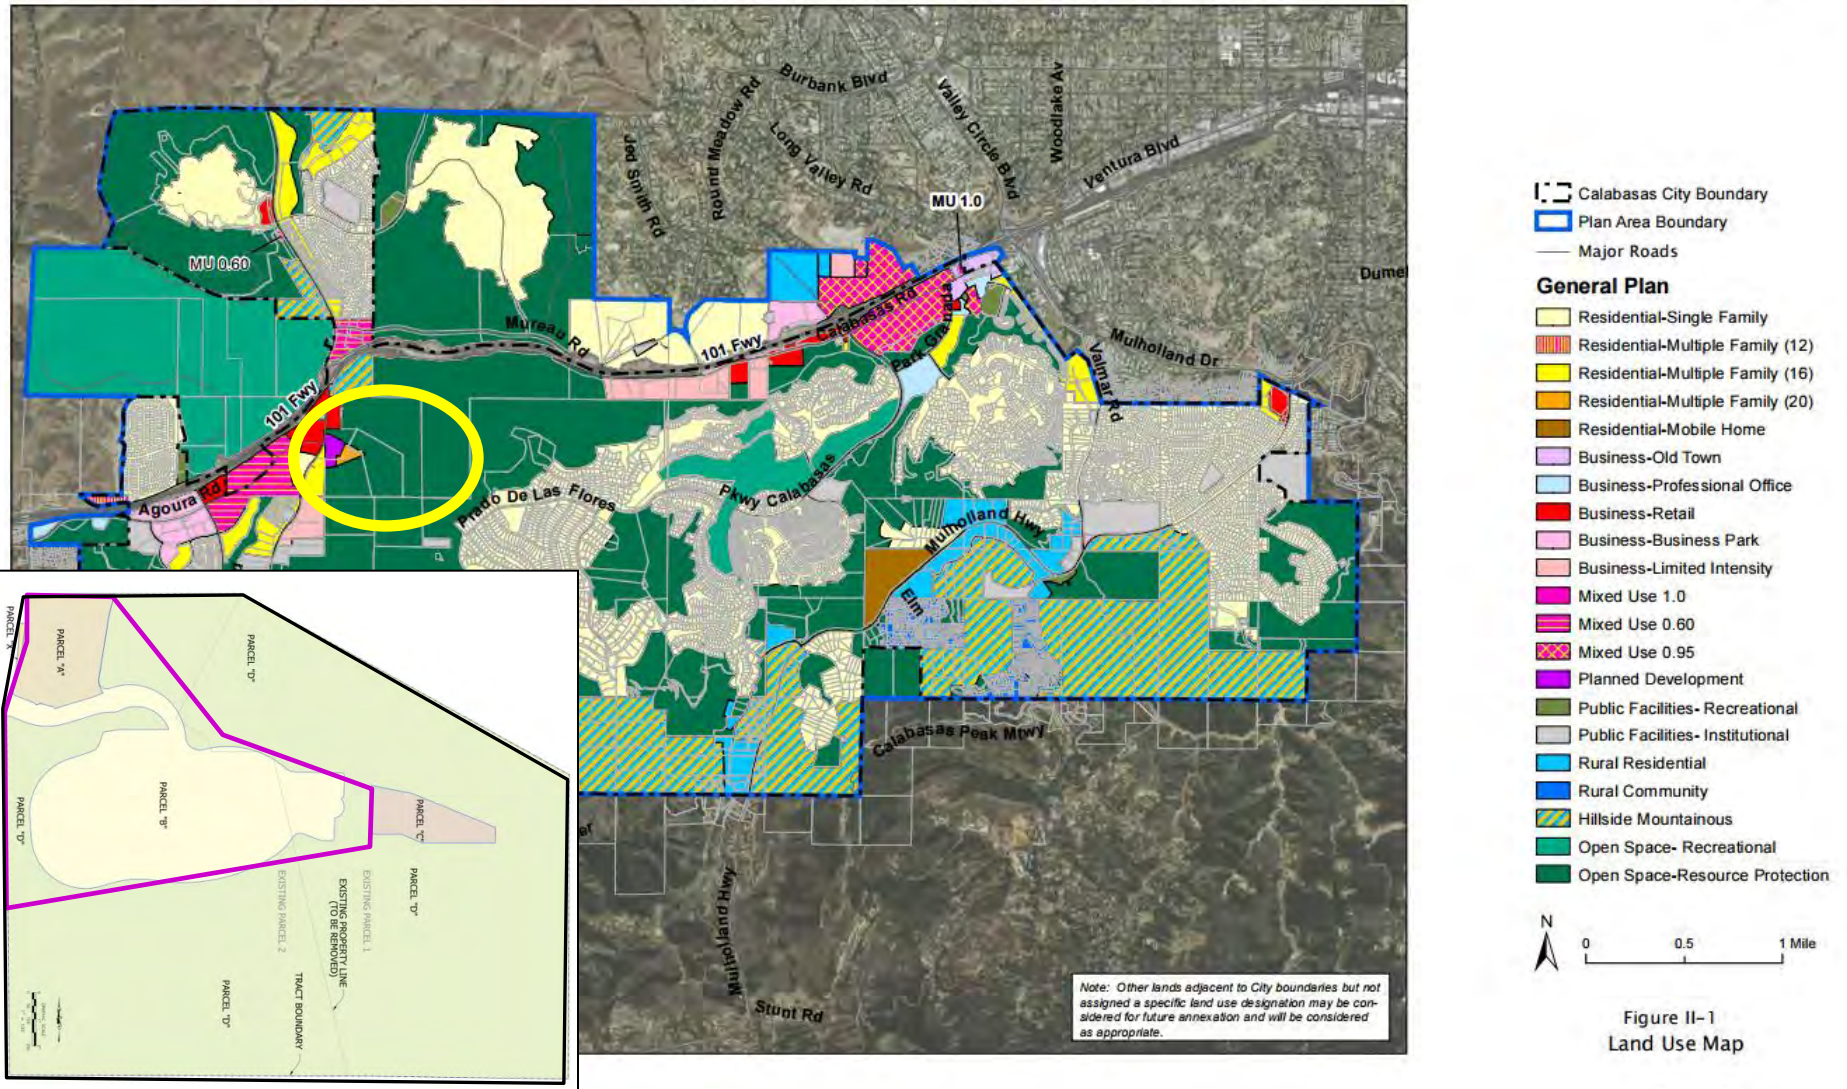 Burbank Blvd
Valley Circle Blvd
Woodlake Av
Round Meadow Rd
Long Valley Rd
Ventura Blvd
Jed Smith Rd
MU 1.0
MU 0.60
Dumet
Mureau Rd
101 Fwy
Calabasas Rd
Park Granada
Mulholland Dr
Valmar Rd
101 Fwy
Agoura Rd
Prado De Las Flores
Pkwy Calabasas
Mulholland Hwy
Elm
Calabasas Peak Mtwy
Mulholland Hwy
Stunt Rd
er
PARCEL "X"
PARCEL "A"
PARCEL "D"
PARCEL "B"
PARCEL "C"
PARCEL "D"
PARCEL "D"
EXISTING PARCEL 1
EXISTING PROPERTY LINE
(TO BE REMOVED)
EXISTING PARCEL 2
PARCEL "D"
TRACT BOUNDARY
Note: Other lands adjacent to City boundaries but not
assigned a specific land use designation may be con-
sidered for future annexation and will be considered
as appropriate.
Calabasas City Boundary
Plan Area Boundary
Major Roads
General Plan
Residential-Single Family
Residential-Multiple Family (12)
Residential-Multiple Family (16)
Residential-Multiple Family (20)
Residential-Mobile Home
Business-Old Town
Business-Professional Office
Business-Retail
Business-Business Park
Business-Limited Intensity
Mixed Use 1.0
Mixed Use 0.60
Mixed Use 0.95
Planned Development
Public Facilities- Recreational
Public Facilities- Institutional
Rural Residential
Rural Community
Hillside Mountainous
Open Space- Recreational
Open Space-Resource Protection
N
0 0.5 1 Mile
Figure II-1
Land Use Map